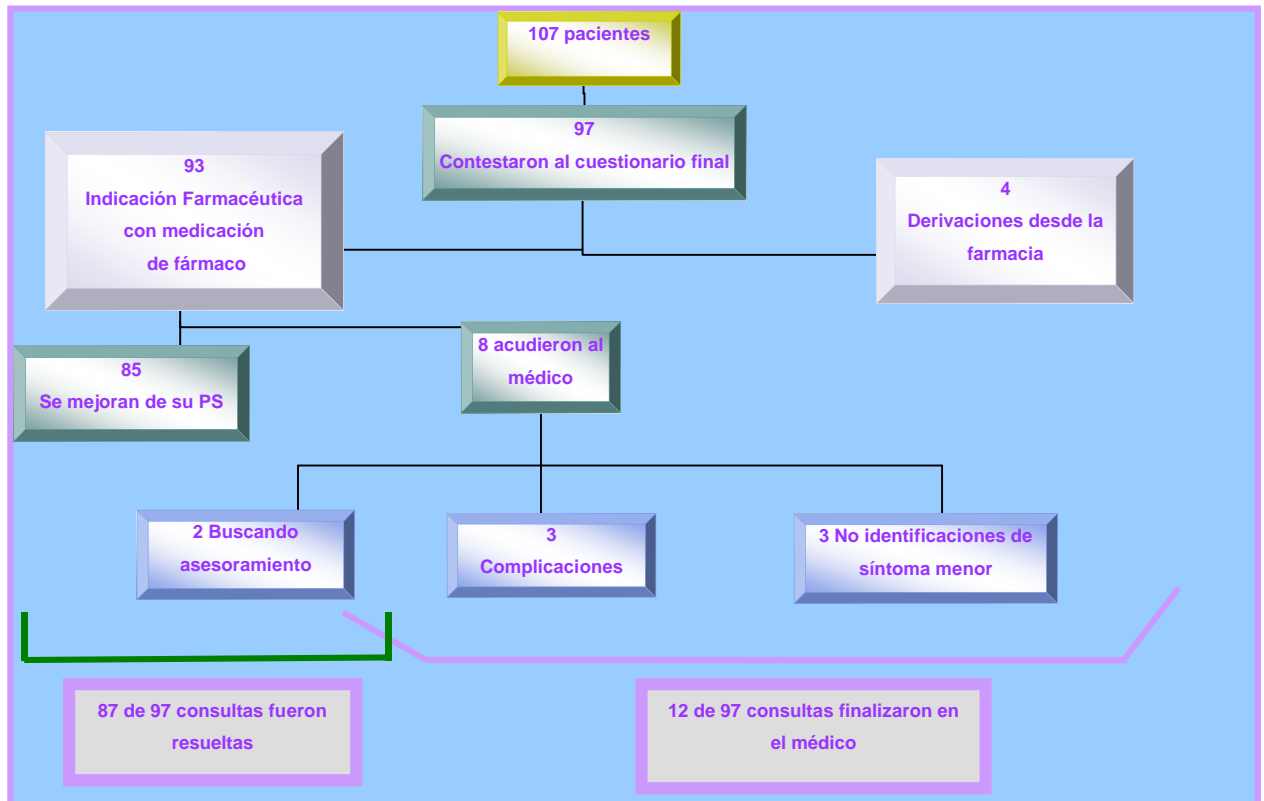 107 pacientes
97
Contestaron al cuestionario final
93
Indicación Farmacéutica
con medicación
de fármaco
4
Derivaciones desde la
farmacia
85
Se mejoran de su PS
8 acudieron al
médico
2 Buscando
asesoramiento
3
Complicaciones
3 No identificaciones de
síntoma menor
87 de 97 consultas fueron
resueltas
12 de 97 consultas finalizaron en
el médico